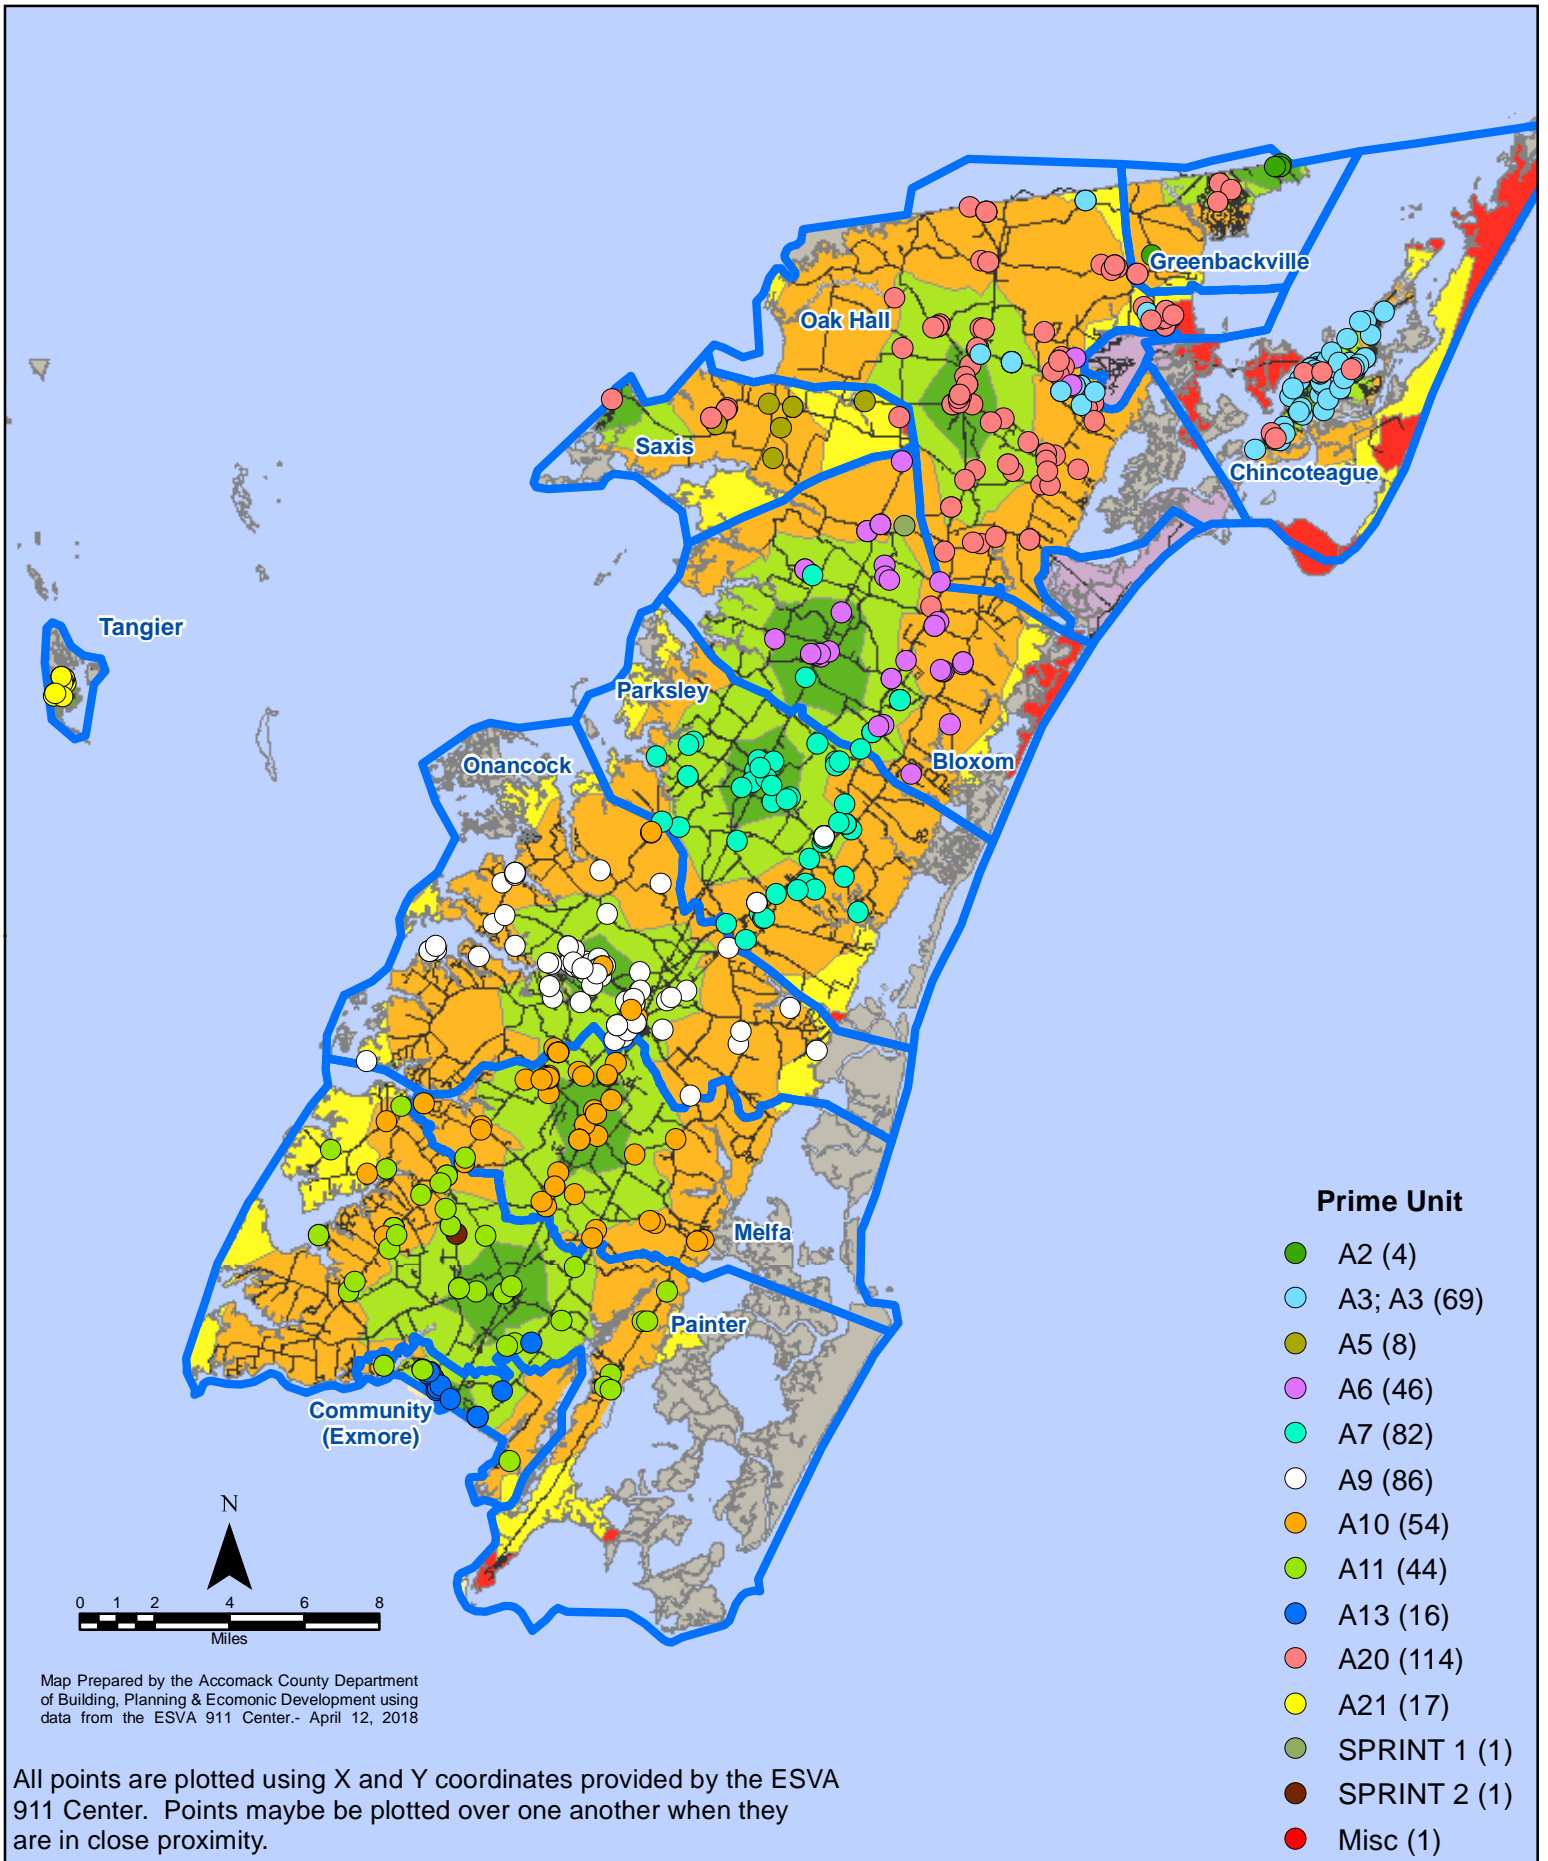 Greenbackville
Oak Hall
Saxis
Chincoteague
Tangier
Parksley
Onancock
Bloxom
Melfa
Painter
Community
(Exmore)
Prime Unit
A2 (4)
A3; A3 (69)
A5 (8)
A6 (46)
A7 (82)
A9 (86)
A10 (54)
A11 (44)
A13 (16)
A20 (114)
A21 (17)
SPRINT 1 (1)
SPRINT 2 (1)
Misc (1)
N
0 1 2 4 6 8
Miles
Map Prepared by the Accomack County Department
of Building, Planning & Ecomonic Development using
data from the ESVA 911 Center.- April 12, 2018
All points are plotted using X and Y coordinates provided by the ESVA
911 Center. Points maybe be plotted over one another when they
are in close proximity.